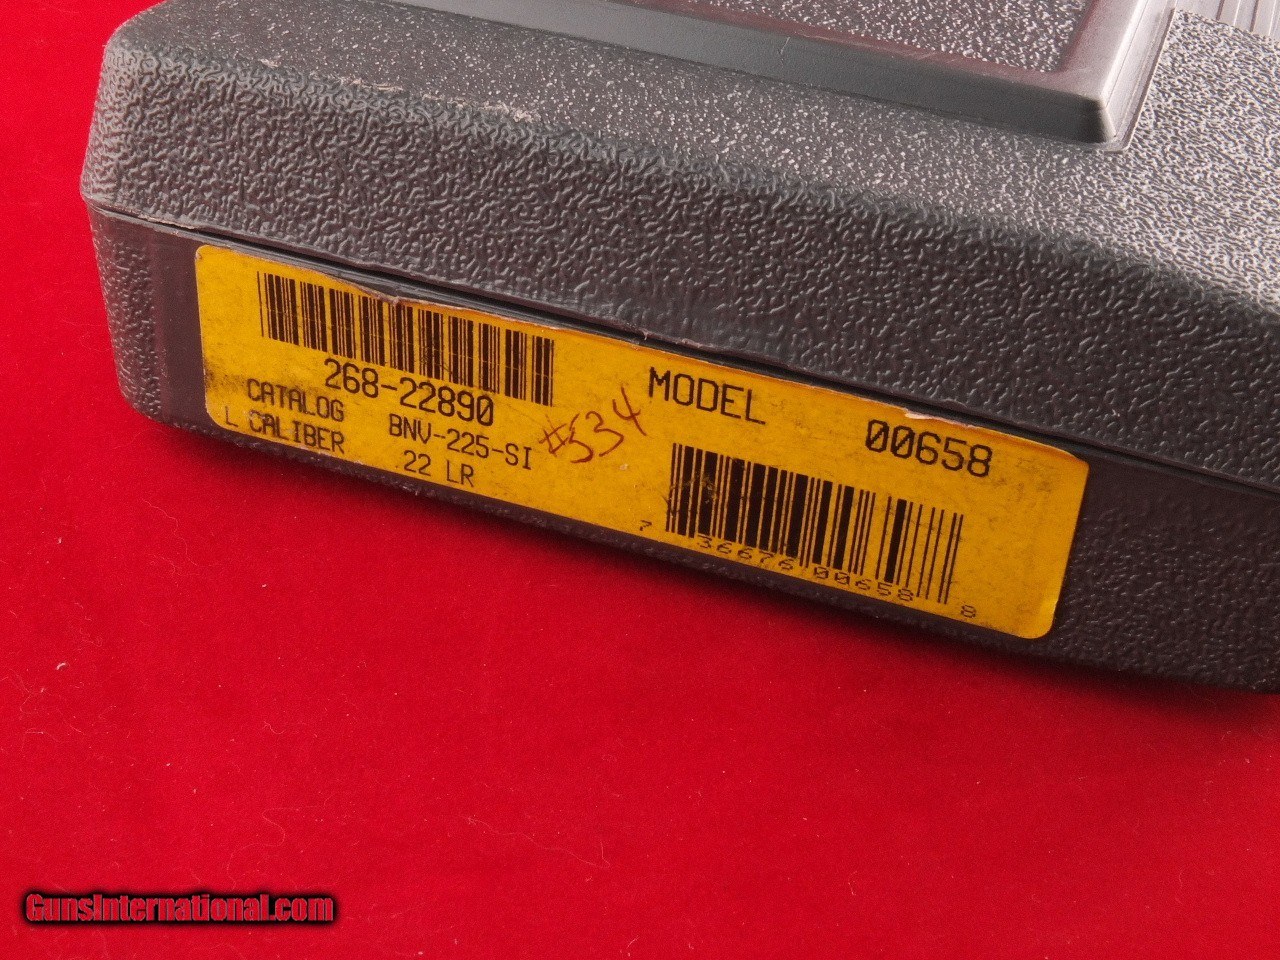 268-22890
CATALOG BNV-225-SI
L CALIBER .22 LR
#534
MODEL 00658
7 36676 00658 8
GunsInternational.com